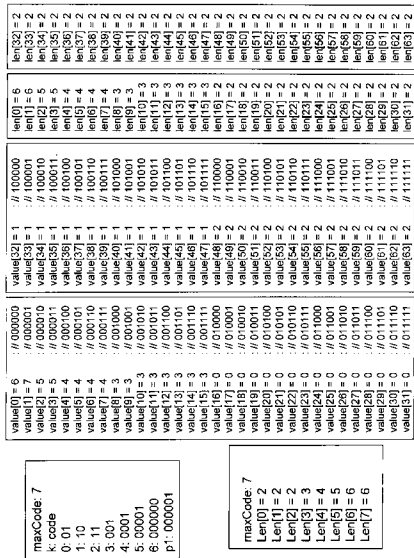 maxCode: 7
k: code
0: 01
1: 10
2: 11
3: 001
4: 0001
5: 00001
6: 000000
p1: 000001
maxCode: 7
Len[0] = 2
Len[1] = 2
Len[2] = 2
Len[3] = 3
Len[4] = 4
Len[5] = 5
Len[6] = 6
Len[7] = 6
value[0] = 6 ; // 000000
value[1] = 7 ; // 000001
value[2] = 5 ; // 000010
value[3] = 5 ; // 000011
value[4] = 4 ; // 000100
value[5] = 4 ; // 000101
value[6] = 4 ; // 000110
value[7] = 4 ; // 000111
value[8] = 3 ; // 001000
value[9] = 3 ; // 001001
value[10] = 3 ; // 001010
value[11] = 3 ; // 001011
value[12] = 3 ; // 001100
value[13] = 3 ; // 001101
value[14] = 3 ; // 001110
value[15] = 3 ; // 001111
value[16] = 0 ; // 010000
value[17] = 0 ; // 010001
value[18] = 0 ; // 010010
value[19] = 0 ; // 010011
value[20] = 0 ; // 010100
value[21] = 0 ; // 010101
value[22] = 0 ; // 010110
value[23] = 0 ; // 010111
value[24] = 0 ; // 011000
value[25] = 0 ; // 011001
value[26] = 0 ; // 011010
value[27] = 0 ; // 011011
value[28] = 0 ; // 011100
value[29] = 0 ; // 011101
value[30] = 0 ; // 011110
value[31] = 0 ; // 011111
value[32] = 1 ; // 100000
value[33] = 1 ; // 100001
value[34] = 1 ; // 100010
value[35] = 1 ; // 100011.
value[36] = 1 ; // 100100
value[37] = 1 ; // 100101
value[38] = 1 ; // 100110
value[39] = 1 ; // 100111
value[40] = 1 ; // 101000
value[41] = 1 ; // 101001
value[42] = 1 ; // 101010
value[43] = 1 ; // 101011
value[44] = 1 ; // 101100
value[45] = 1 ; // 101101
value[46] = 1 ; // 101110
value[47] = 1 ; // 101111
value[48] = 2 ; // 110000
value[49] = 2 ; // 110001
value[50] = 2 ; // 110010
value[51] = 2 ; // 110011
value[52] = 2 ; // 110100
value[53] = 2 ; // 110101
value[54] = 2 ; // 110110
value[55] = 2 ; // 110111
value[56] = 2 ; // 111000
value[57] = 2 ; // 111001
value[58] = 2 ; // 111010
value[59] = 2 ; // 111011
value[60] = 2 ; // 111100
value[61] = 2 ; // 111101
value[62] = 2 ; // 111110
value[63] = 2 ; // 111111
len[0] = 6
len[1] = 6
len[2] = 5
len[3] = 5
len[4] = 4
len[5] = 4
len[6] = 4
len[7] = 4
len[8] = 3
len[9] = 3
len[10] = 3
len[11] = 3
len[12] = 3
len[13] = 3
len[14] = 3
len[15] = 3
len[16] = 2
len[17] = 2
len[18] = 2
len[19] = 2
len[20] = 2
len[21] = 2
len[22] = 2
len[23] = 2
len[24] = 2
len[25] = 2
len[26] = 2
len[27] = 2
len[28] = 2
len[29] = 2
len[30] = 2
len[31] = 2
len[32] = 2
len[33] = 2
len[34] = 2
len[35] = 2
len[36] = 2
len[37] = 2
len[38] = 2
len[39] = 2
len[40] = 2
len[41] = 2
len[42] = 2
len[43] = 2
len[44] = 2
len[45] = 2
len[46] = 2
len[47] = 2
len[48] = 2
len[49] = 2
len[50] = 2
len[51] = 2
len[52] = 2
len[53] = 2
len[54] = 2
len[55] = 2
len[56] = 2
len[57] = 2
len[58] = 2
len[59] = 2
len[60] = 2
len[61] = 2
len[62] = 2
len[63] = 2